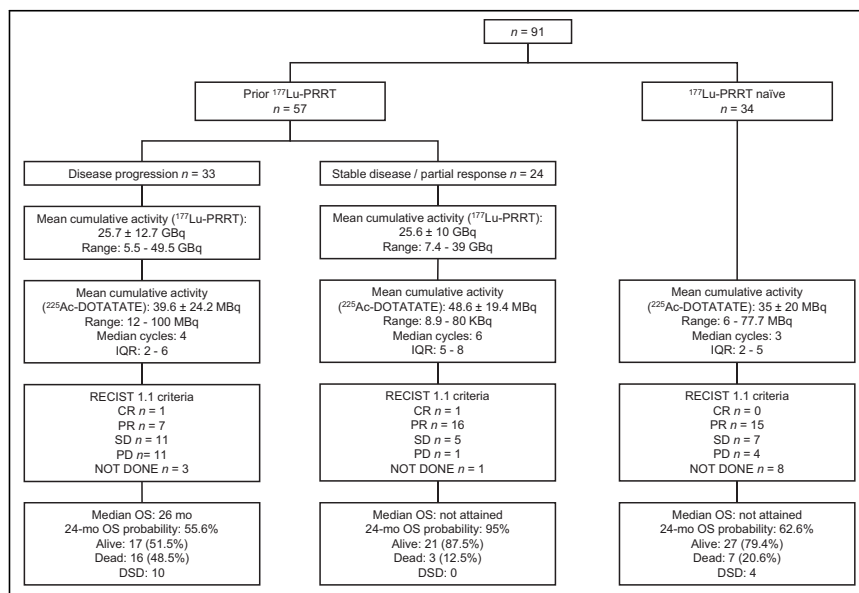 n = 91
Prior ¹⁷⁷Lu-PRRT
n = 57
¹⁷⁷Lu-PRRT naïve
n = 34
Disease progression n = 33
Stable disease / partial response n = 24
Mean cumulative activity (¹⁷⁷Lu-PRRT):
25.7 ± 12.7 GBq
Range: 5.5 - 49.5 GBq
Mean cumulative activity (¹⁷⁷Lu-PRRT):
25.6 ± 10 GBq
Range: 7.4 - 39 GBq
Mean cumulative activity
(²²⁵Ac-DOTATATE): 39.6 ± 24.2 MBq
Range: 12 - 100 MBq
Median cycles: 4
IQR: 2 - 6
Mean cumulative activity
(²²⁵Ac-DOTATATE): 48.6 ± 19.4 MBq
Range: 8.9 - 80 KBq
Median cycles: 6
IQR: 5 - 8
Mean cumulative activity
(²²⁵Ac-DOTATATE): 35 ± 20 MBq
Range: 6 - 77.7 MBq
Median cycles: 3
IQR: 2 - 5
RECIST 1.1 criteria
CR n = 1
PR n = 7
SD n = 11
PD n = 11
NOT DONE n = 3
RECIST 1.1 criteria
CR n = 1
PR n = 16
SD n = 5
PD n = 1
NOT DONE n = 1
RECIST 1.1 criteria
CR n = 0
PR n = 15
SD n = 7
PD n = 4
NOT DONE n = 8
Median OS: 26 mo
24-mo OS probability: 55.6%
Alive: 17 (51.5%)
Dead: 16 (48.5%)
DSD: 10
Median OS: not attained
24-mo OS probability: 95%
Alive: 21 (87.5%)
Dead: 3 (12.5%)
DSD: 0
Median OS: not attained
24-mo OS probability: 62.6%
Alive: 27 (79.4%)
Dead: 7 (20.6%)
DSD: 4